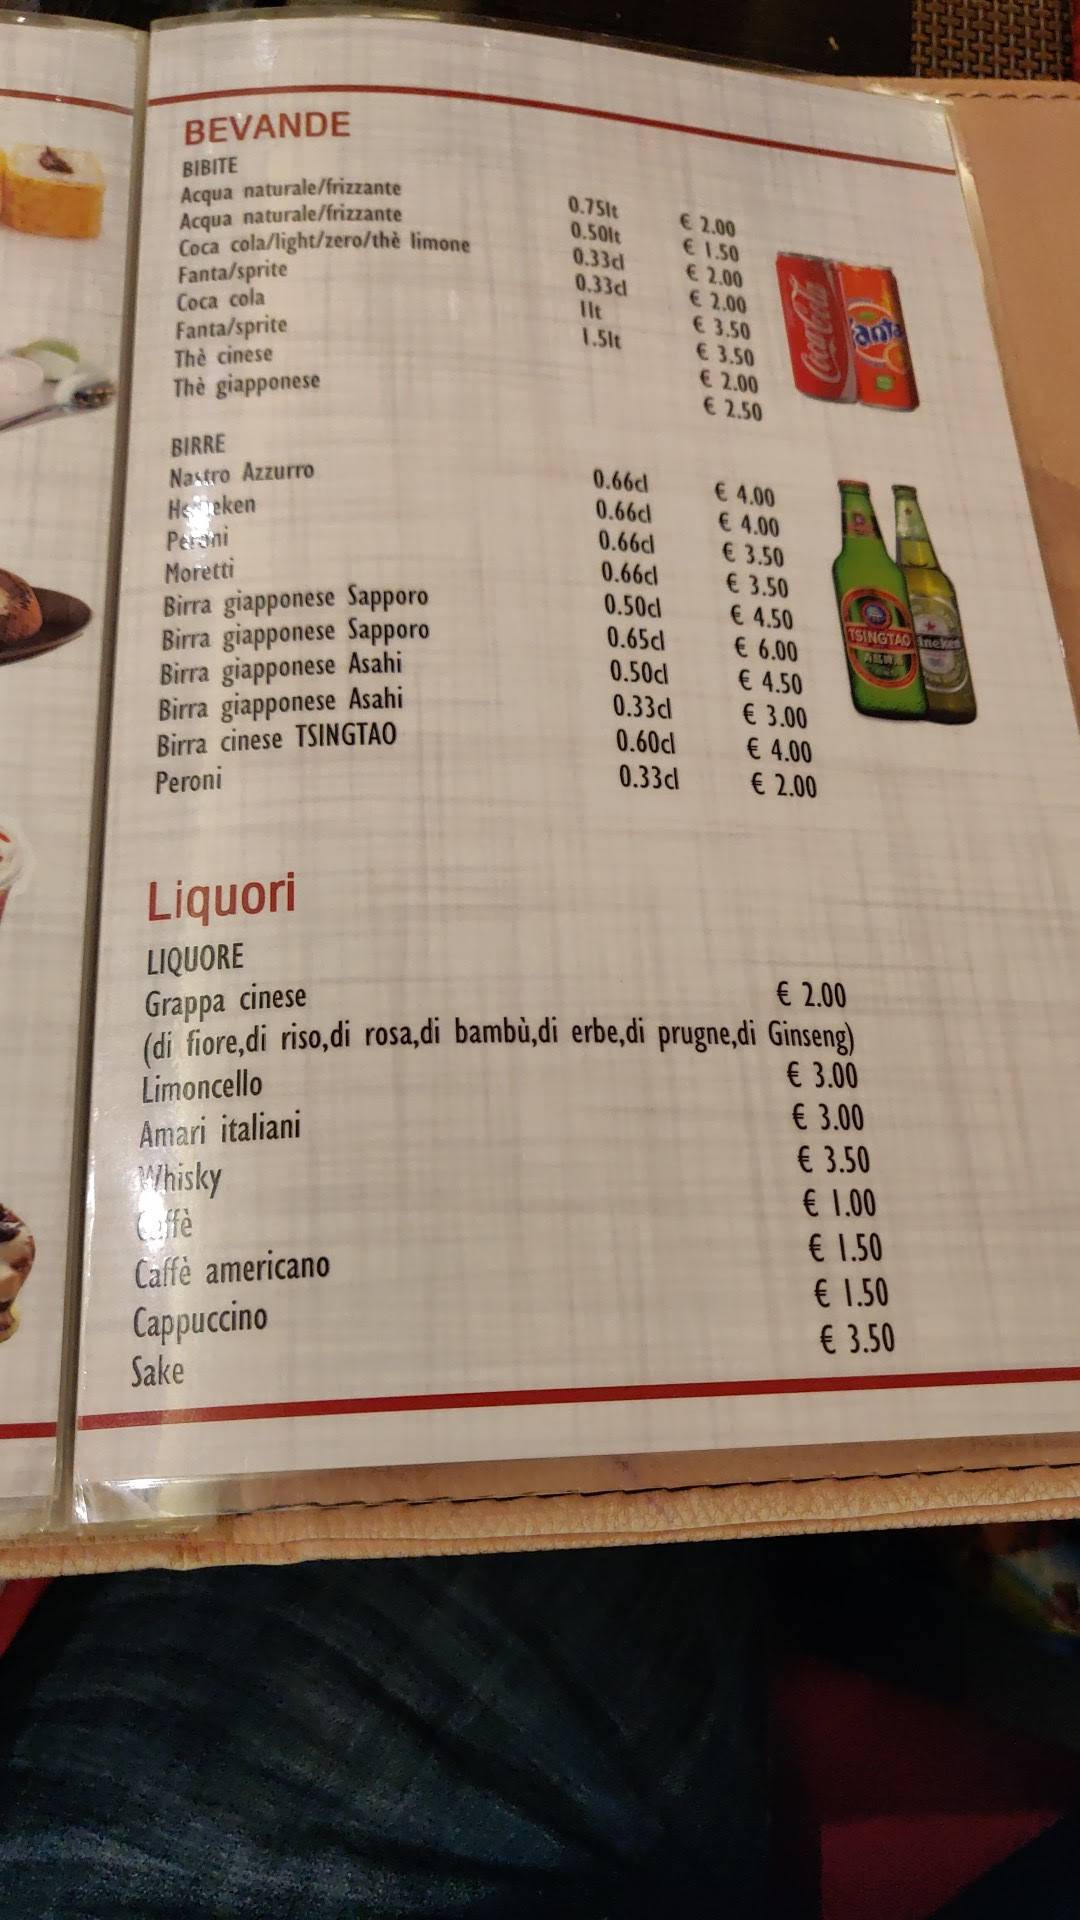 BEVANDE
BIBITE
Acqua naturale/frizzante 0.75lt € 2.00
Acqua naturale/frizzante 0.50lt € 1.50
Coca cola/light/zero/thè limone 0.33cl € 2.00
Fanta/sprite 0.33cl € 2.00
Coca cola 1lt € 3.50
Fanta/sprite 1.5lt € 3.50
Thè cinese € 2.00
Thè giapponese € 2.50
Coca-Cola
Fanta
BIRRE
Nastro Azzurro 0.66cl € 4.00
Heineken 0.66cl € 4.00
Peroni 0.66cl € 3.50
Moretti 0.66cl € 3.50
Birra giapponese Sapporo 0.50cl € 4.50
Birra giapponese Sapporo 0.65cl € 6.00
Birra giapponese Asahi 0.50cl € 4.50
Birra giapponese Asahi 0.33cl € 3.00
Birra cinese TSINGTAO 0.60cl € 4.00
Peroni 0.33cl € 2.00
TSINGTAO
Liquori
LIQUORE
Grappa cinese € 2.00
(di fiore,di riso,di rosa,di bambù,di erbe,di prugne,di Ginseng)
Limoncello € 3.00
Amari italiani € 3.00
Whisky € 3.50
Caffè € 1.00
Caffè americano € 1.50
Cappuccino € 1.50
Sake € 3.50